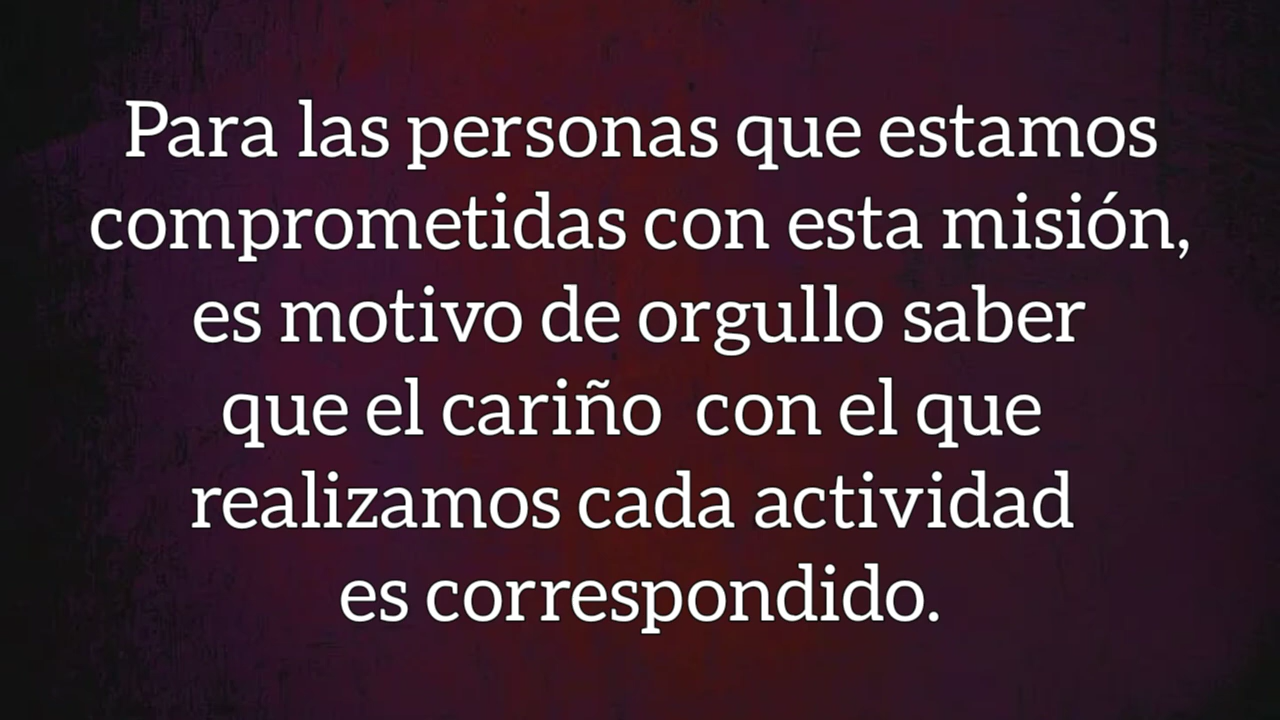 Para las personas que estamos
comprometidas con esta misión,
es motivo de orgullo saber
que el cariño  con el que
realizamos cada actividad
es correspondido.